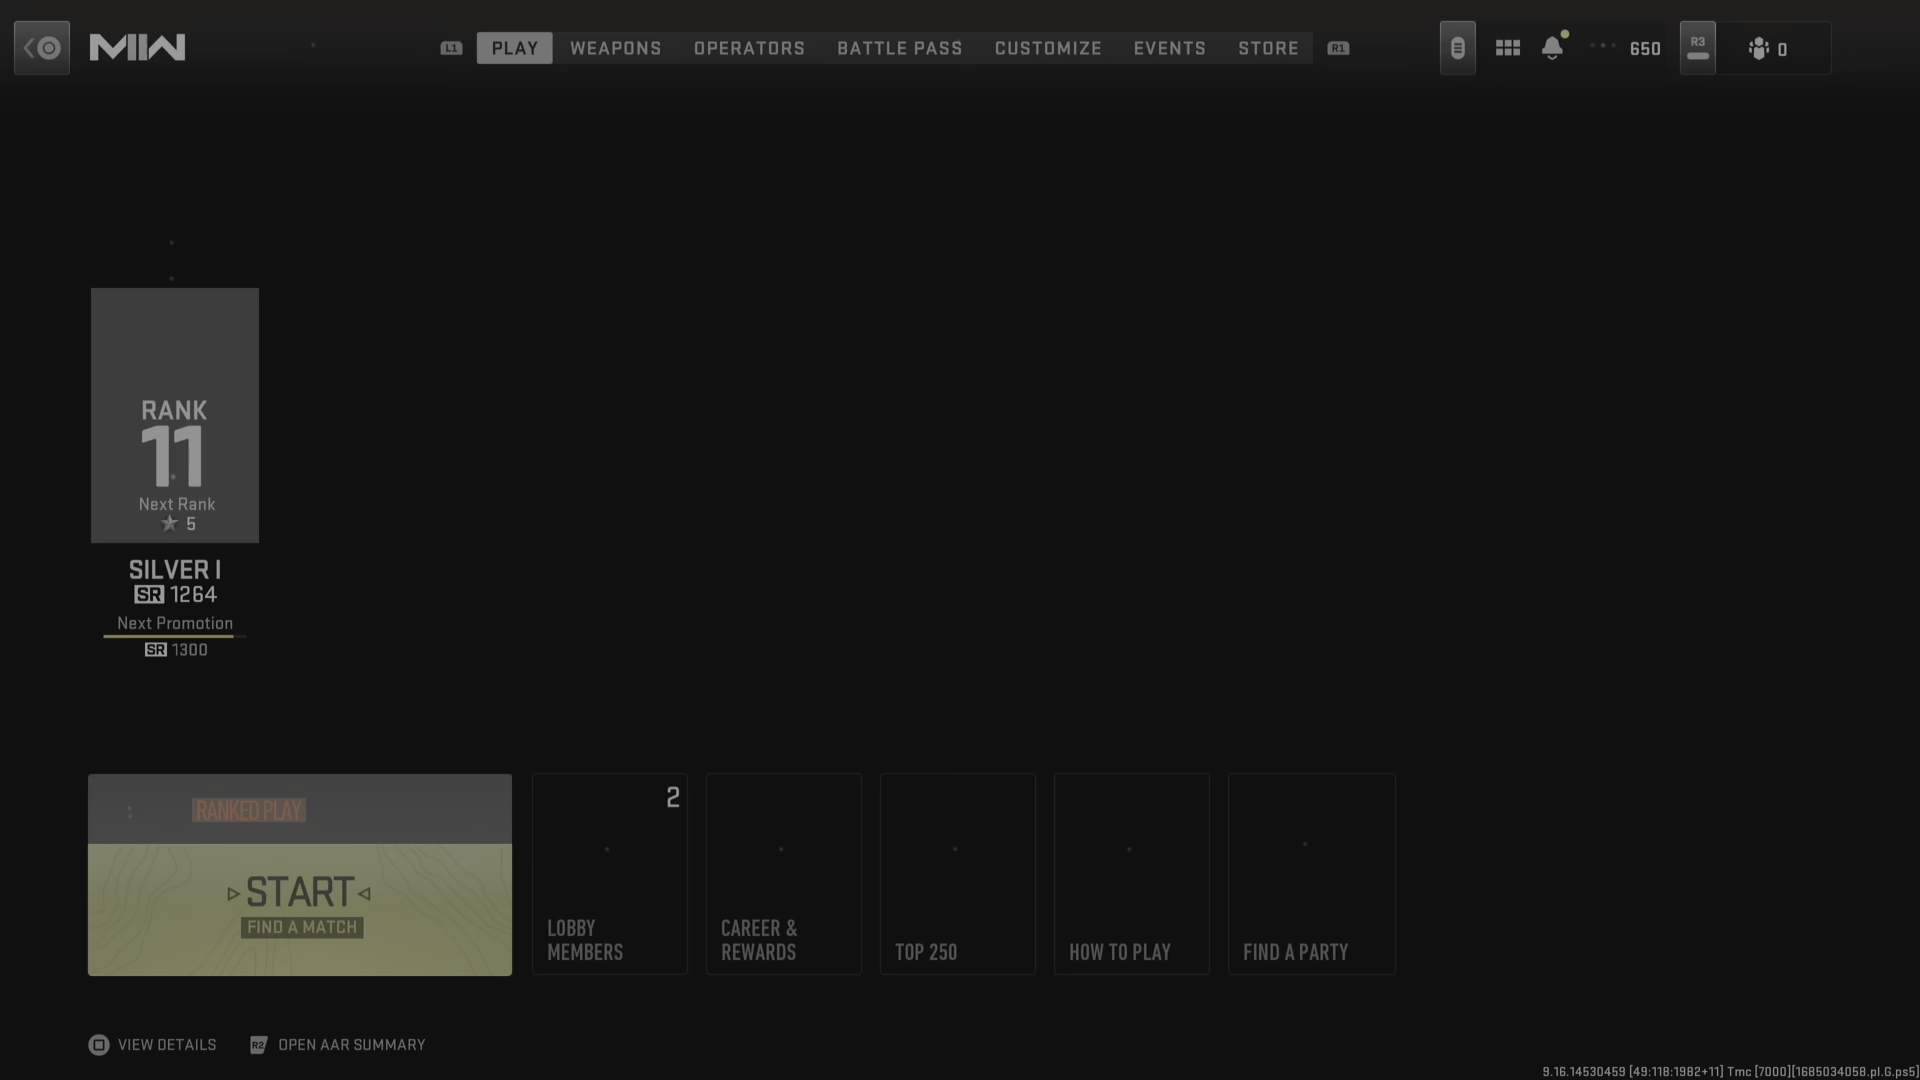 MW
L1 PLAY WEAPONS OPERATORS BATTLE PASS CUSTOMIZE EVENTS STORE R1
650
R3
0
RANK
11
Next Rank
5
SILVER I
SR 1264
Next Promotion
SR 1300
RANKED PLAY
START
FIND A MATCH
2
LOBBY
MEMBERS
CAREER &
REWARDS
TOP 250
HOW TO PLAY
FIND A PARTY
VIEW DETAILS
R2 OPEN AAR SUMMARY
9.16.14530459 [49:118:1982+11] Tmc [7000][1685034058.pl.G.ps5]